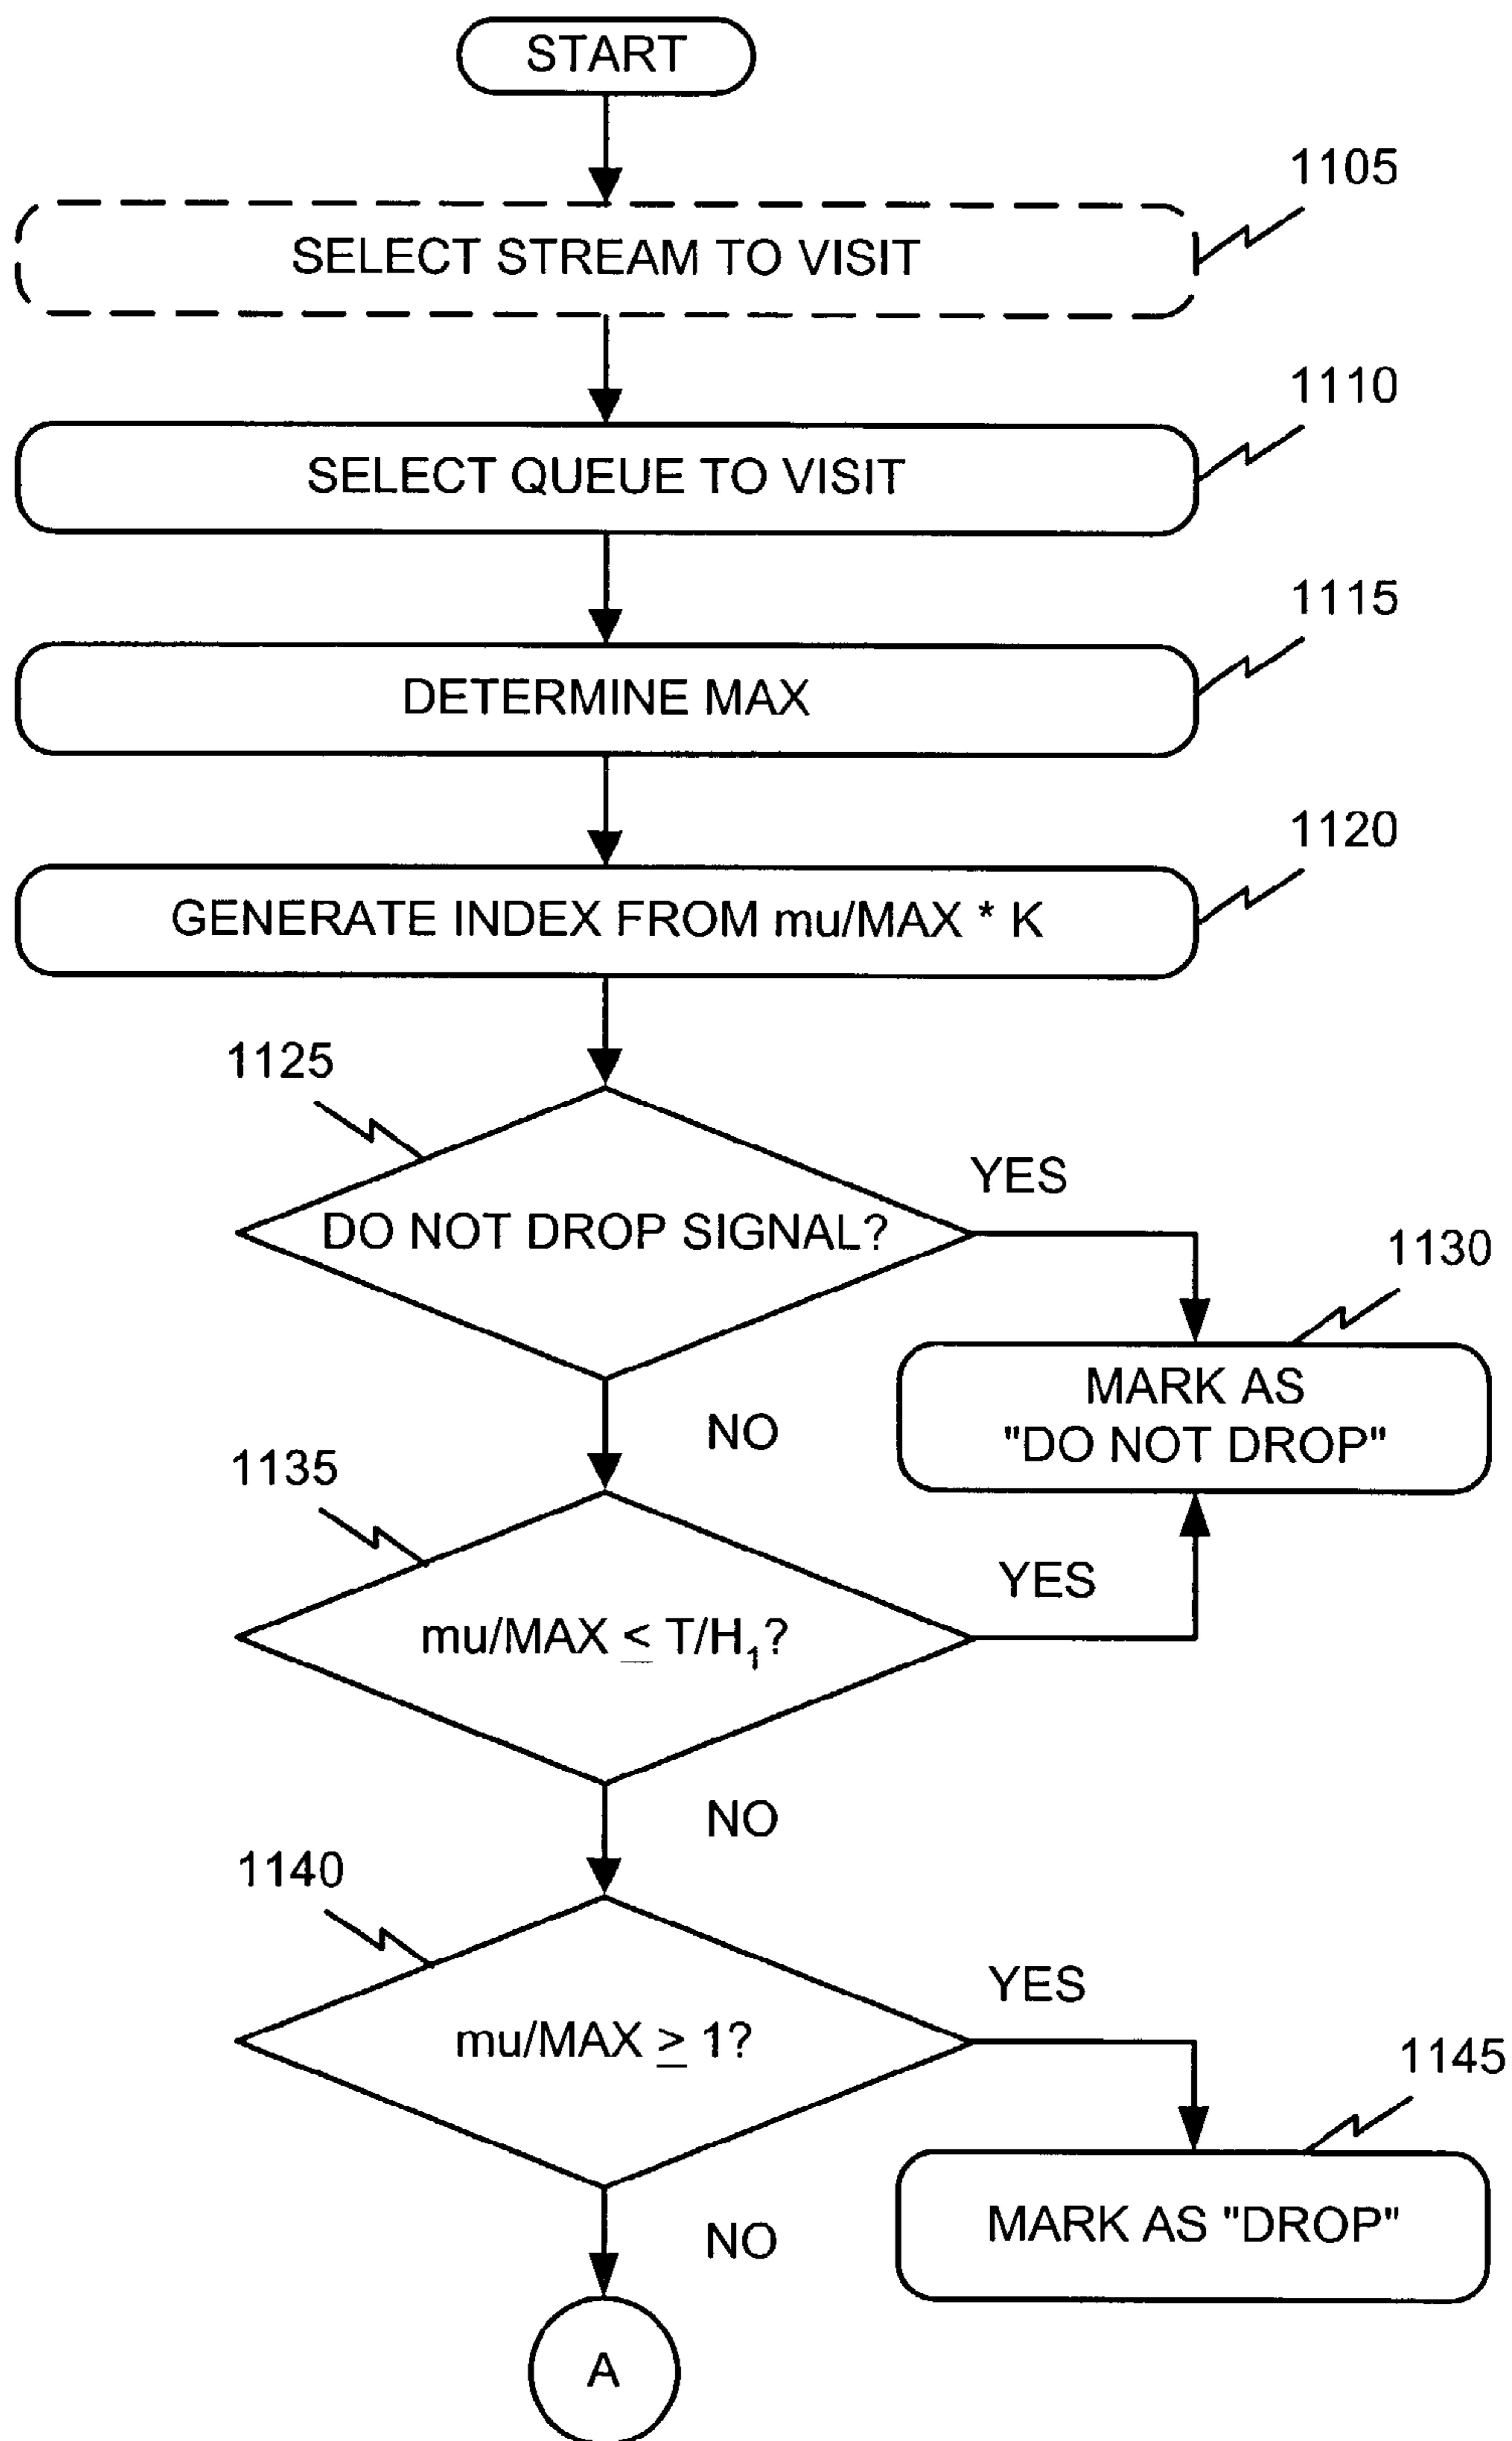 START
1105
SELECT STREAM TO VISIT
1110
SELECT QUEUE TO VISIT
1115
DETERMINE MAX
1120
GENERATE INDEX FROM mu/MAX * K
1125
DO NOT DROP SIGNAL?
YES
1130
MARK AS
"DO NOT DROP"
NO
1135
mu/MAX ≤ T/H₁?
YES
NO
1140
mu/MAX ≥ 1?
YES
1145
MARK AS "DROP"
NO
A